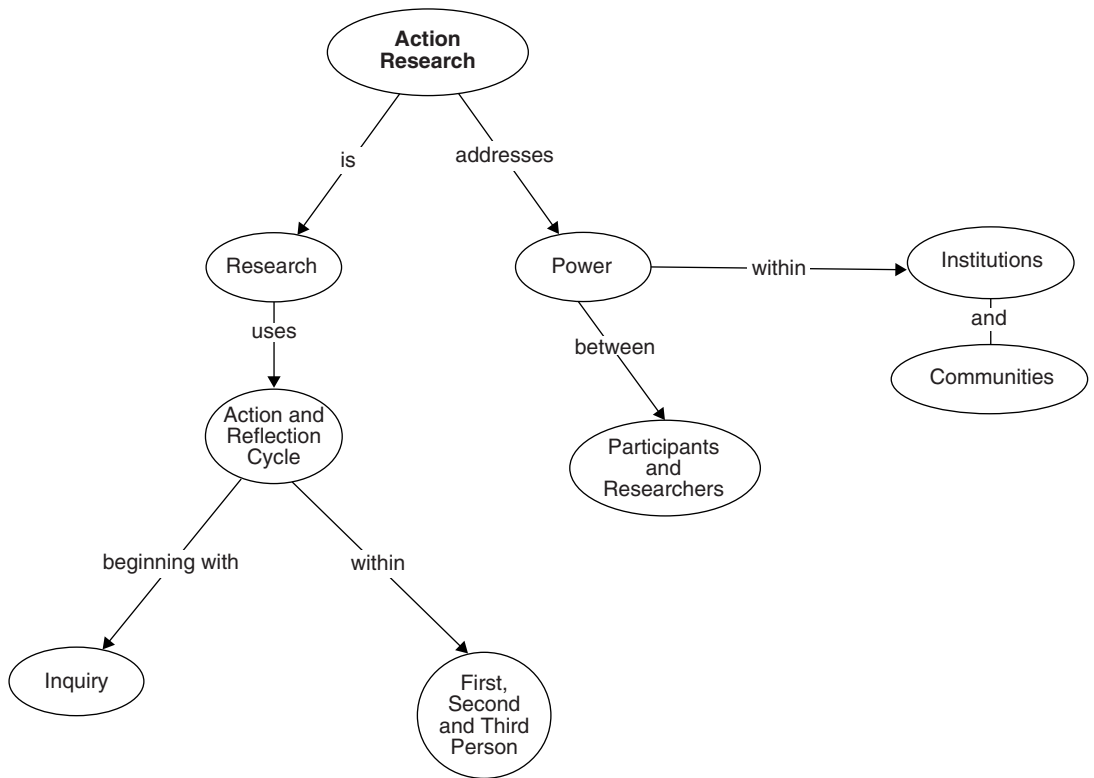 Action
Research
is
addresses
Research
Power
within
Institutions
and
Communities
uses
between
Action and
Reflection
Cycle
Participants
and
Researchers
beginning with
within
Inquiry
First,
Second
and Third
Person